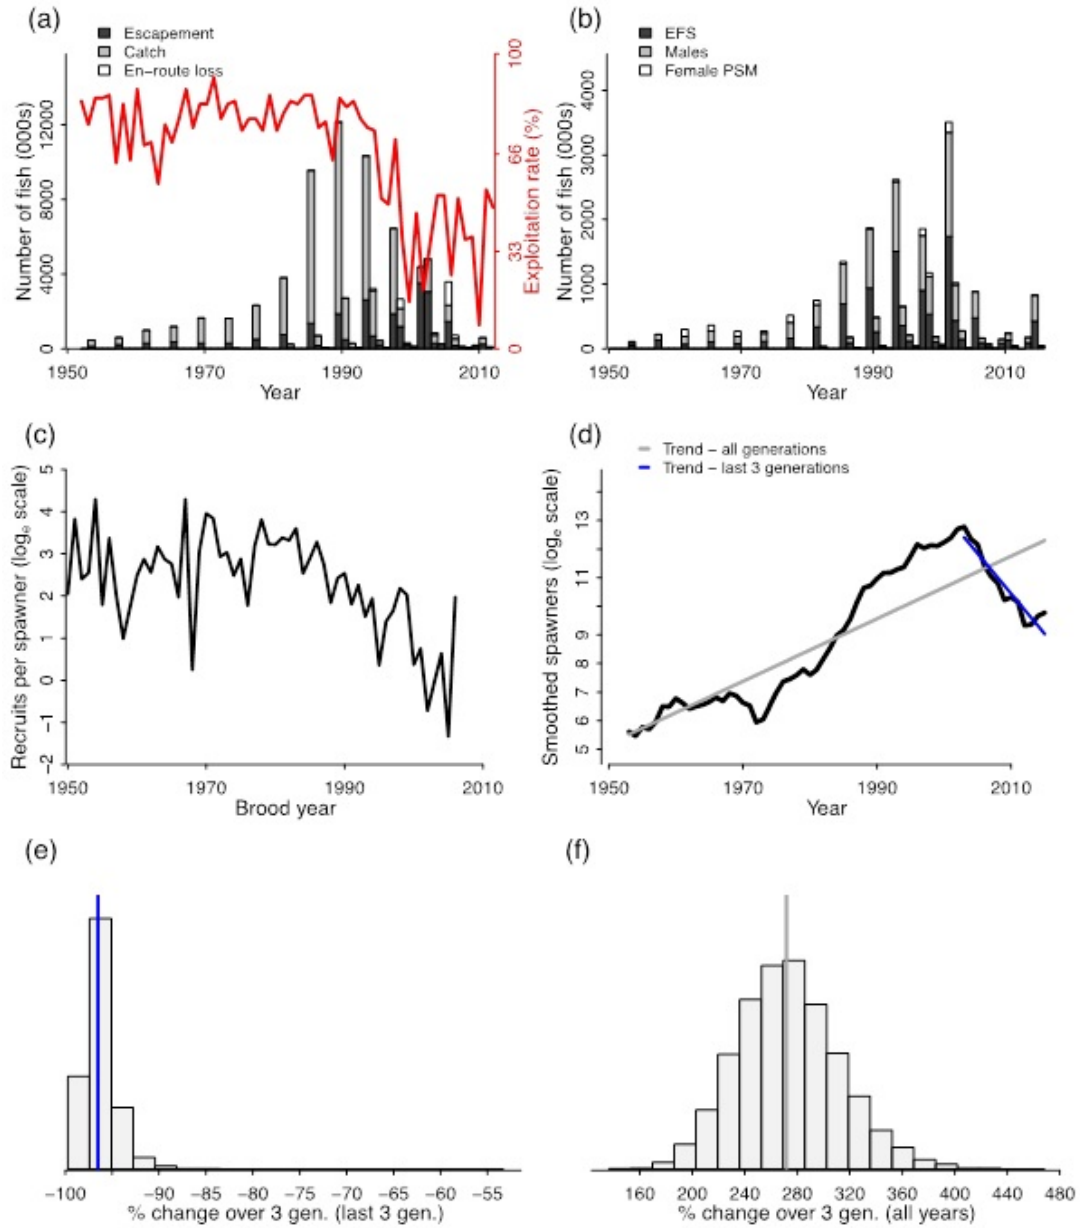 (a)
Escapement
Catch
En−route loss
Number of fish (000s)
0 4000 8000 12000
Exploitation rate (%)
0 33 66 100
1950 1970 1990 2010
Year
(b)
EFS
Males
Female PSM
Number of fish (000s)
0 1000 2000 3000 4000
1950 1970 1990 2010
Year
(c)
Recruits per spawner (logₑ scale)
−2 −1 0 1 2 3 4 5
1950 1970 1990 2010
Brood year
(d)
Trend − all generations
Trend − last 3 generations
Smoothed spawners (logₑ scale)
5 6 7 8 9 11 13
1950 1970 1990 2010
Year
(e)
−100 −90 −85 −80 −75 −70 −65 −60 −55
% change over 3 gen. (last 3 gen.)
(f)
160 200 240 280 320 360 400 440 480
% change over 3 gen. (all years)